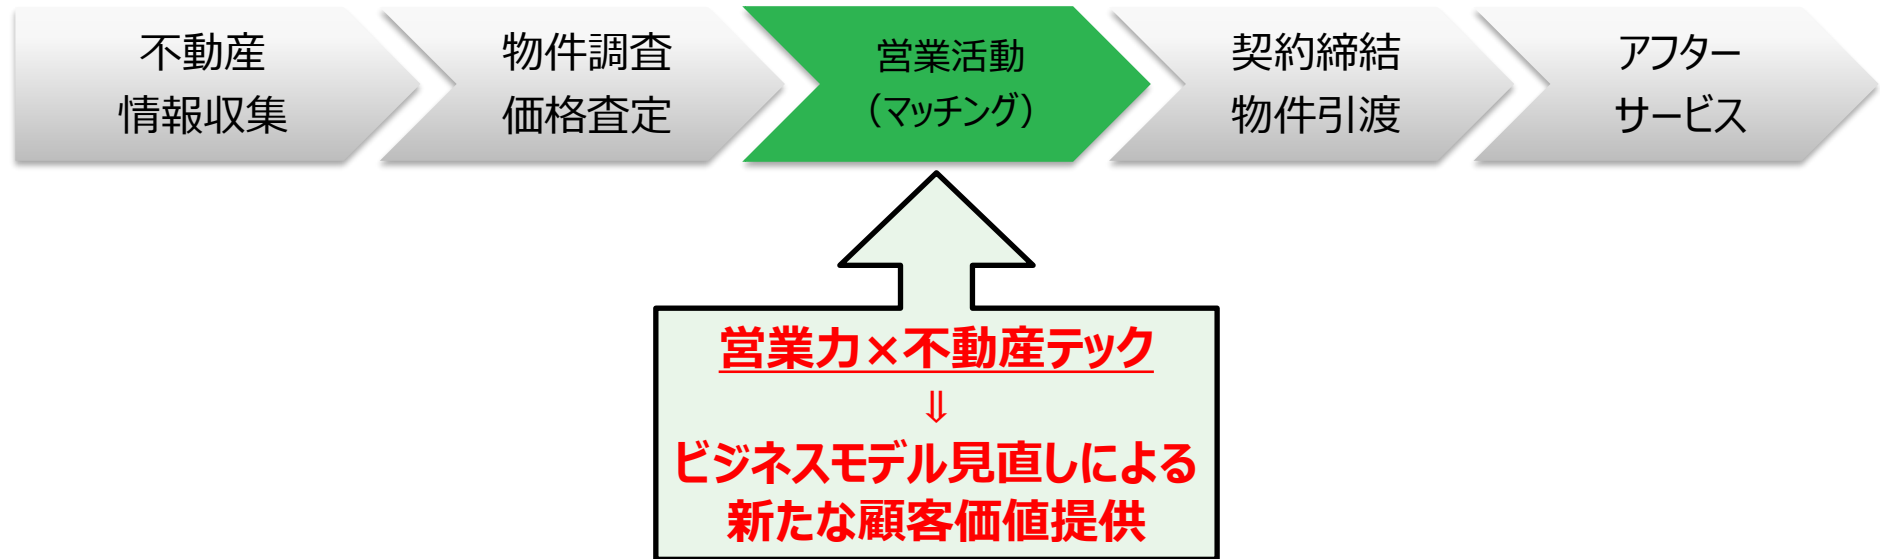 不動産
情報収集
物件調査
価格査定
営業活動
（マッチング）
契約締結
物件引渡
アフター
サービス
営業力×不動産テック
⇓
ビジネスモデル見直しによる
新たな顧客価値提供